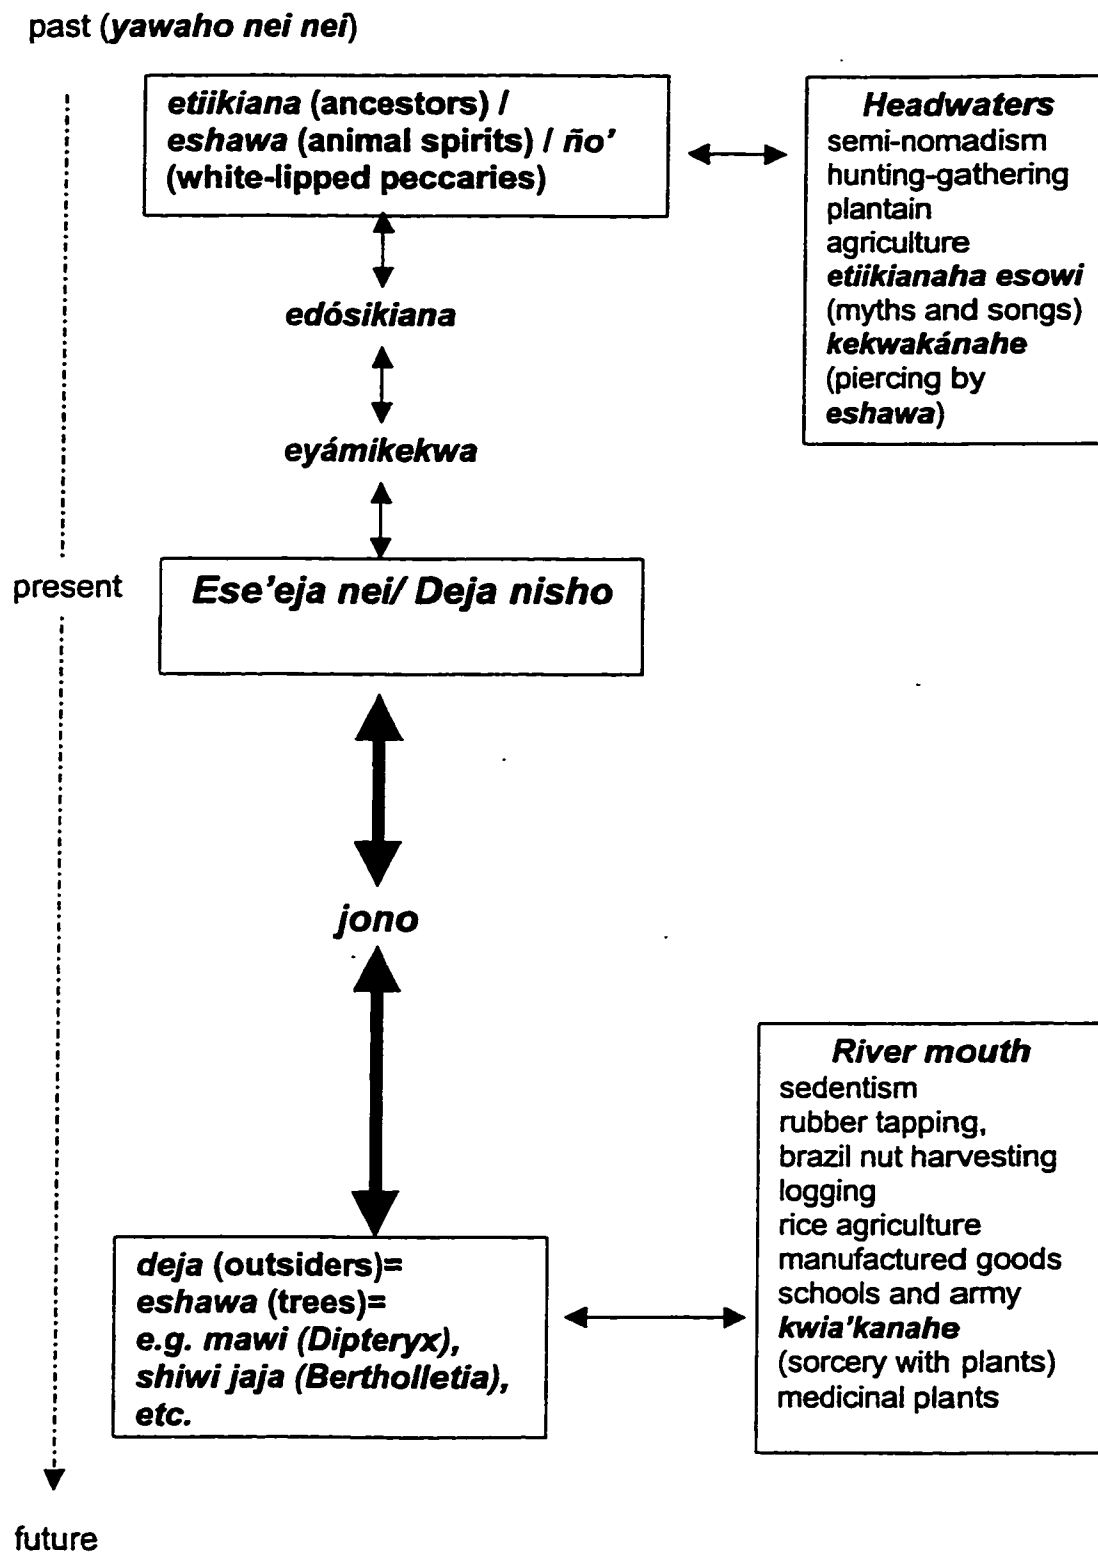 past (yawaho nei nei)
etiikiana (ancestors) /
eshawa (animal spirits) / ño’
(white-lipped peccaries)
Headwaters
semi-nomadism
hunting-gathering
plantain
agriculture
etiikianaha esowi
(myths and songs)
kekwakánahe
(piercing by
eshawa)
edósikiana
eyámikekwa
present
Ese’eja nei/ Deja nisho
jono
River mouth
sedentism
rubber tapping,
brazil nut harvesting
logging
rice agriculture
manufactured goods
schools and army
kwia’kanahe
(sorcery with plants)
medicinal plants
deja (outsiders)=
eshawa (trees)=
e.g. mawi (Dipteryx),
shiwi jaja (Bertholletia),
etc.
future